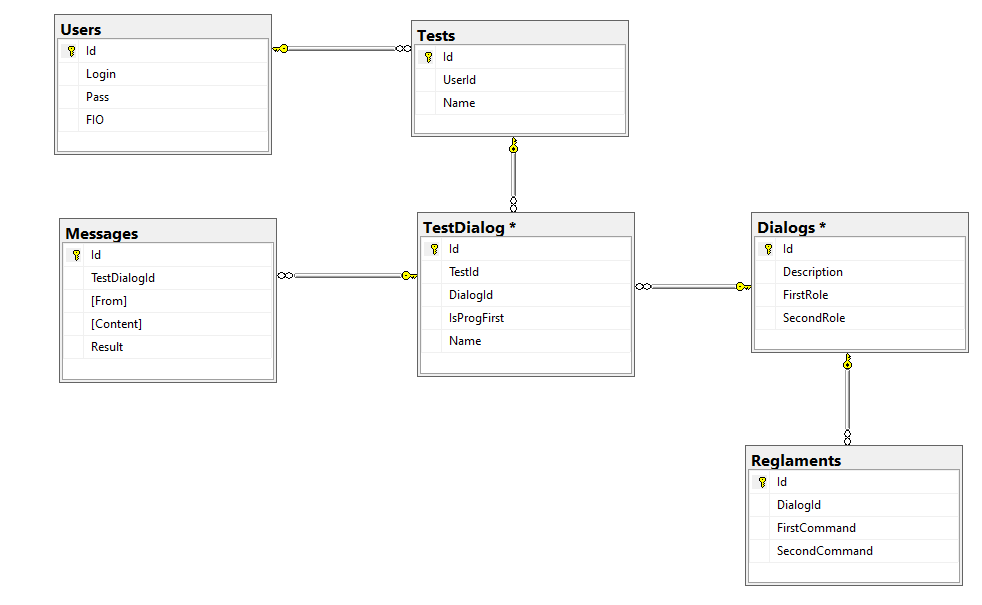 Users
Id
Login
Pass
FIO
Tests
Id
UserId
Name
Messages
Id
TestDialogId
[From]
[Content]
Result
TestDialog *
Id
TestId
DialogId
IsProgFirst
Name
Dialogs *
Id
Description
FirstRole
SecondRole
Reglaments
Id
DialogId
FirstCommand
SecondCommand